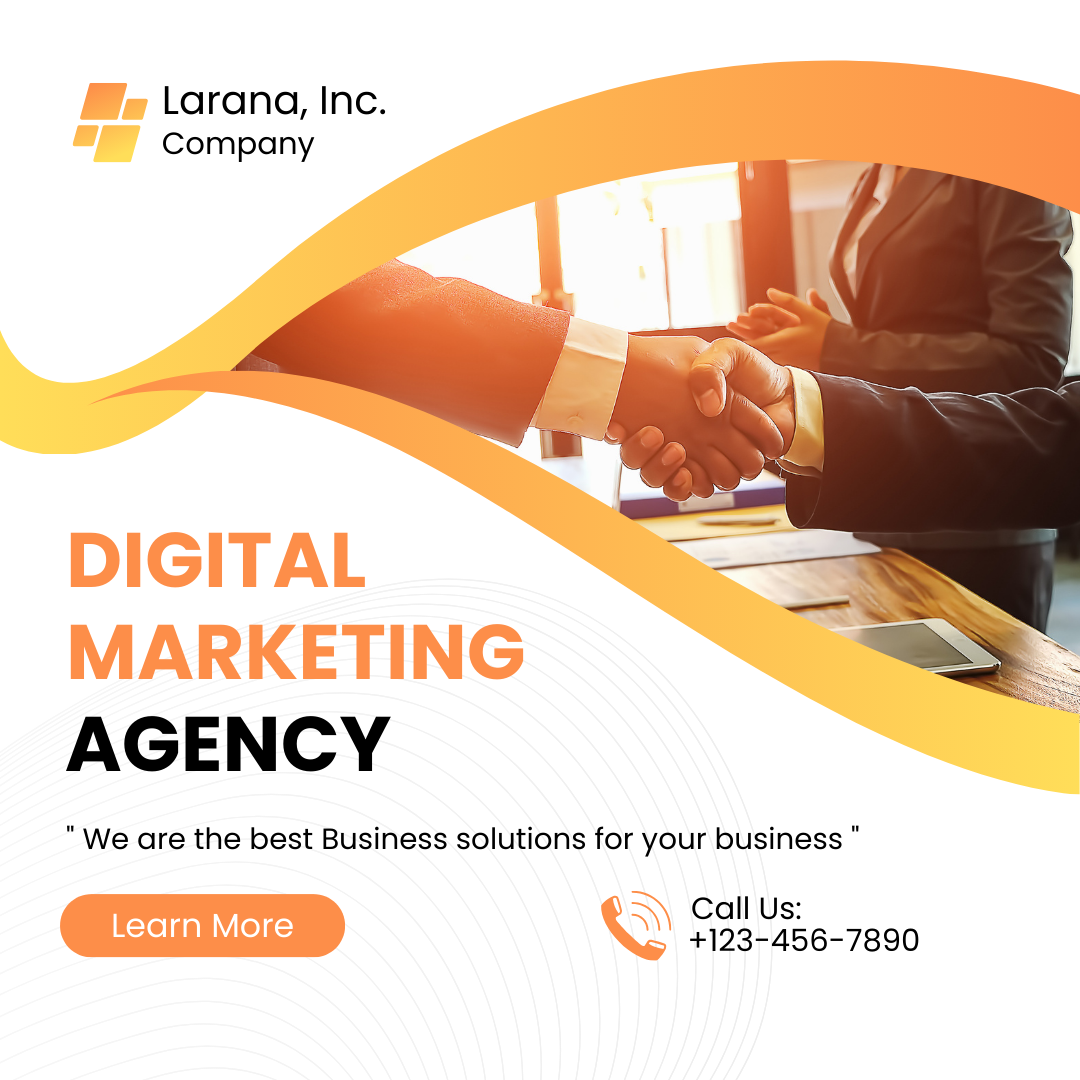 Larana, Inc.
Company
DIGITAL
MARKETING
AGENCY
" We are the best Business solutions for your business "
Learn More
Call Us:
+123-456-7890